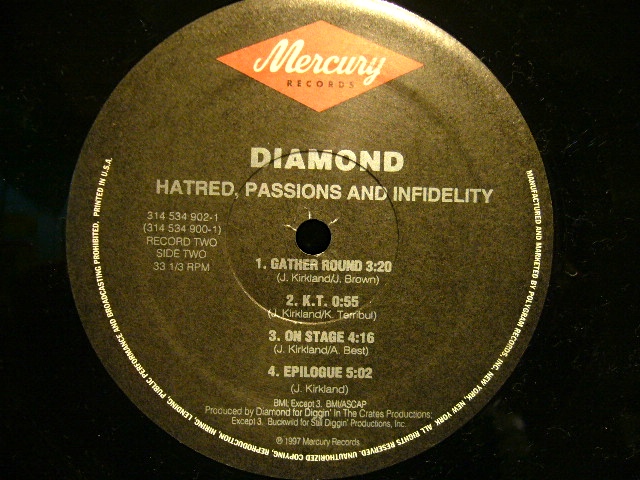 Mercury
RECORDS
DIAMOND
HATRED, PASSIONS AND INFIDELITY
314 534 902-1
(314 534 900-1)
RECORD TWO
SIDE TWO
33 1/3 RPM
1. GATHER ROUND 3:20
(J. Kirkland/J. Brown)
2. K.T. 0:55
(J. Kirkland/K. Terribul)
3. ON STAGE 4:16
(J. Kirkland/A. Best)
4. EPILOGUE 5:02
(J. Kirkland)
BMI; Except 3. BMI/ASCAP
Produced by Diamond for Diggin' In The Crates Productions;
Except 3. Buckwild for Still Diggin' Productions, Inc.
℗ 1997 Mercury Records
MANUFACTURED AND MARKETED BY POLYGRAM RECORDS, INC. NEW YORK, NEW YORK. ALL RIGHTS RESERVED. UNAUTHORIZED COPYING, REPRODUCTION, HIRING, LENDING, PUBLIC PERFORMANCE AND BROADCASTING PROHIBITED. PRINTED IN U.S.A.